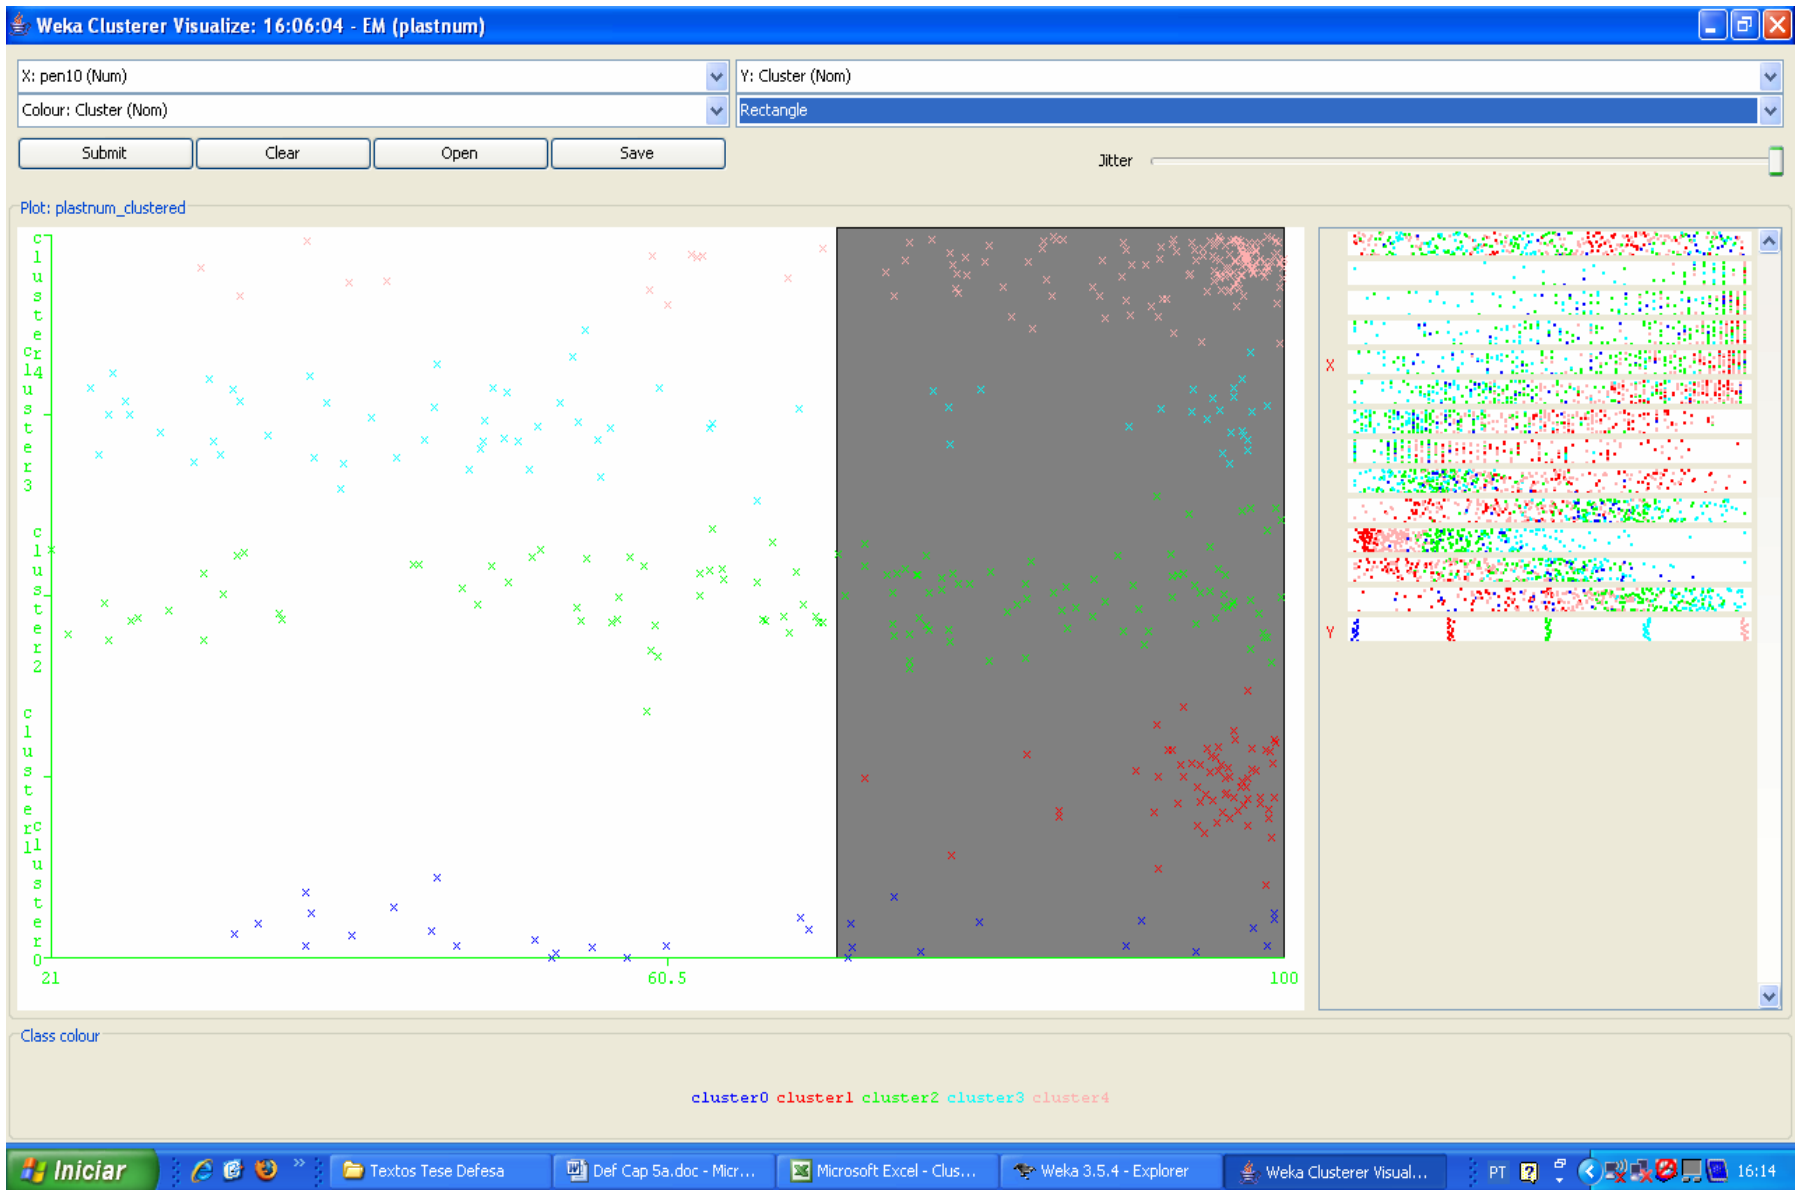 Weka Clusterer Visualize: 16:06:04 - EM (plastnum)
X: pen10 (Num)
Y: Cluster (Nom)
Colour: Cluster (Nom)
Rectangle
Submit
Clear
Open
Save
Jitter
Plot: plastnum_clustered
cluster4
cluster3
cluster2
cluster1
cluster0
21
60.5
100
X
Y
Class colour
cluster0 cluster1 cluster2 cluster3 cluster4
Iniciar
»
Textos Tese Defesa
Def Cap 5a.doc - Micr...
Microsoft Excel - Clus...
Weka 3.5.4 - Explorer
Weka Clusterer Visual...
PT
16:14